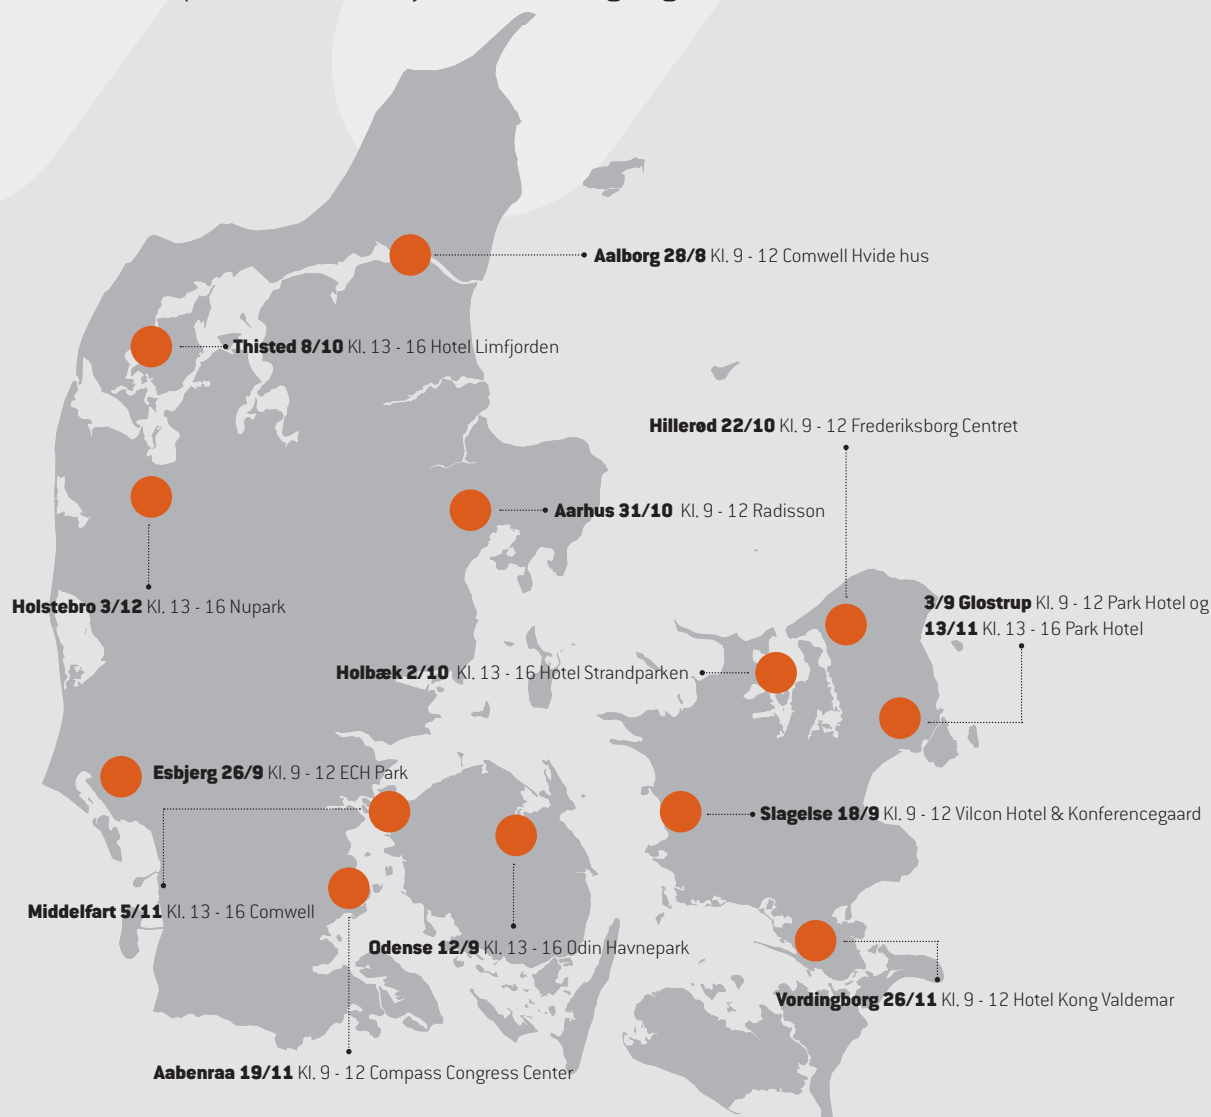 Aalborg 28/8 Kl. 9 - 12 Comwell Hvide hus
Thisted 8/10 Kl. 13 - 16 Hotel Limfjorden
Hillerød 22/10 Kl. 9 - 12 Frederiksborg Centret
Aarhus 31/10 Kl. 9 - 12 Radisson
Holstebro 3/12 Kl. 13 - 16 Nupark
3/9 Glostrup Kl. 9 - 12 Park Hotel og
13/11 Kl. 13 - 16 Park Hotel
Holbæk 2/10 Kl. 13 - 16 Hotel Strandparken
Esbjerg 26/9 Kl. 9 - 12 ECH Park
Slagelse 18/9 Kl. 9 - 12 Vilcon Hotel & Konferencegaard
Middelfart 5/11 Kl. 13 - 16 Comwell
Odense 12/9 Kl. 13 - 16 Odin Havnepark
Vordingborg 26/11 Kl. 9 - 12 Hotel Kong Valdemar
Aabenraa 19/11 Kl. 9 - 12 Compass Congress Center